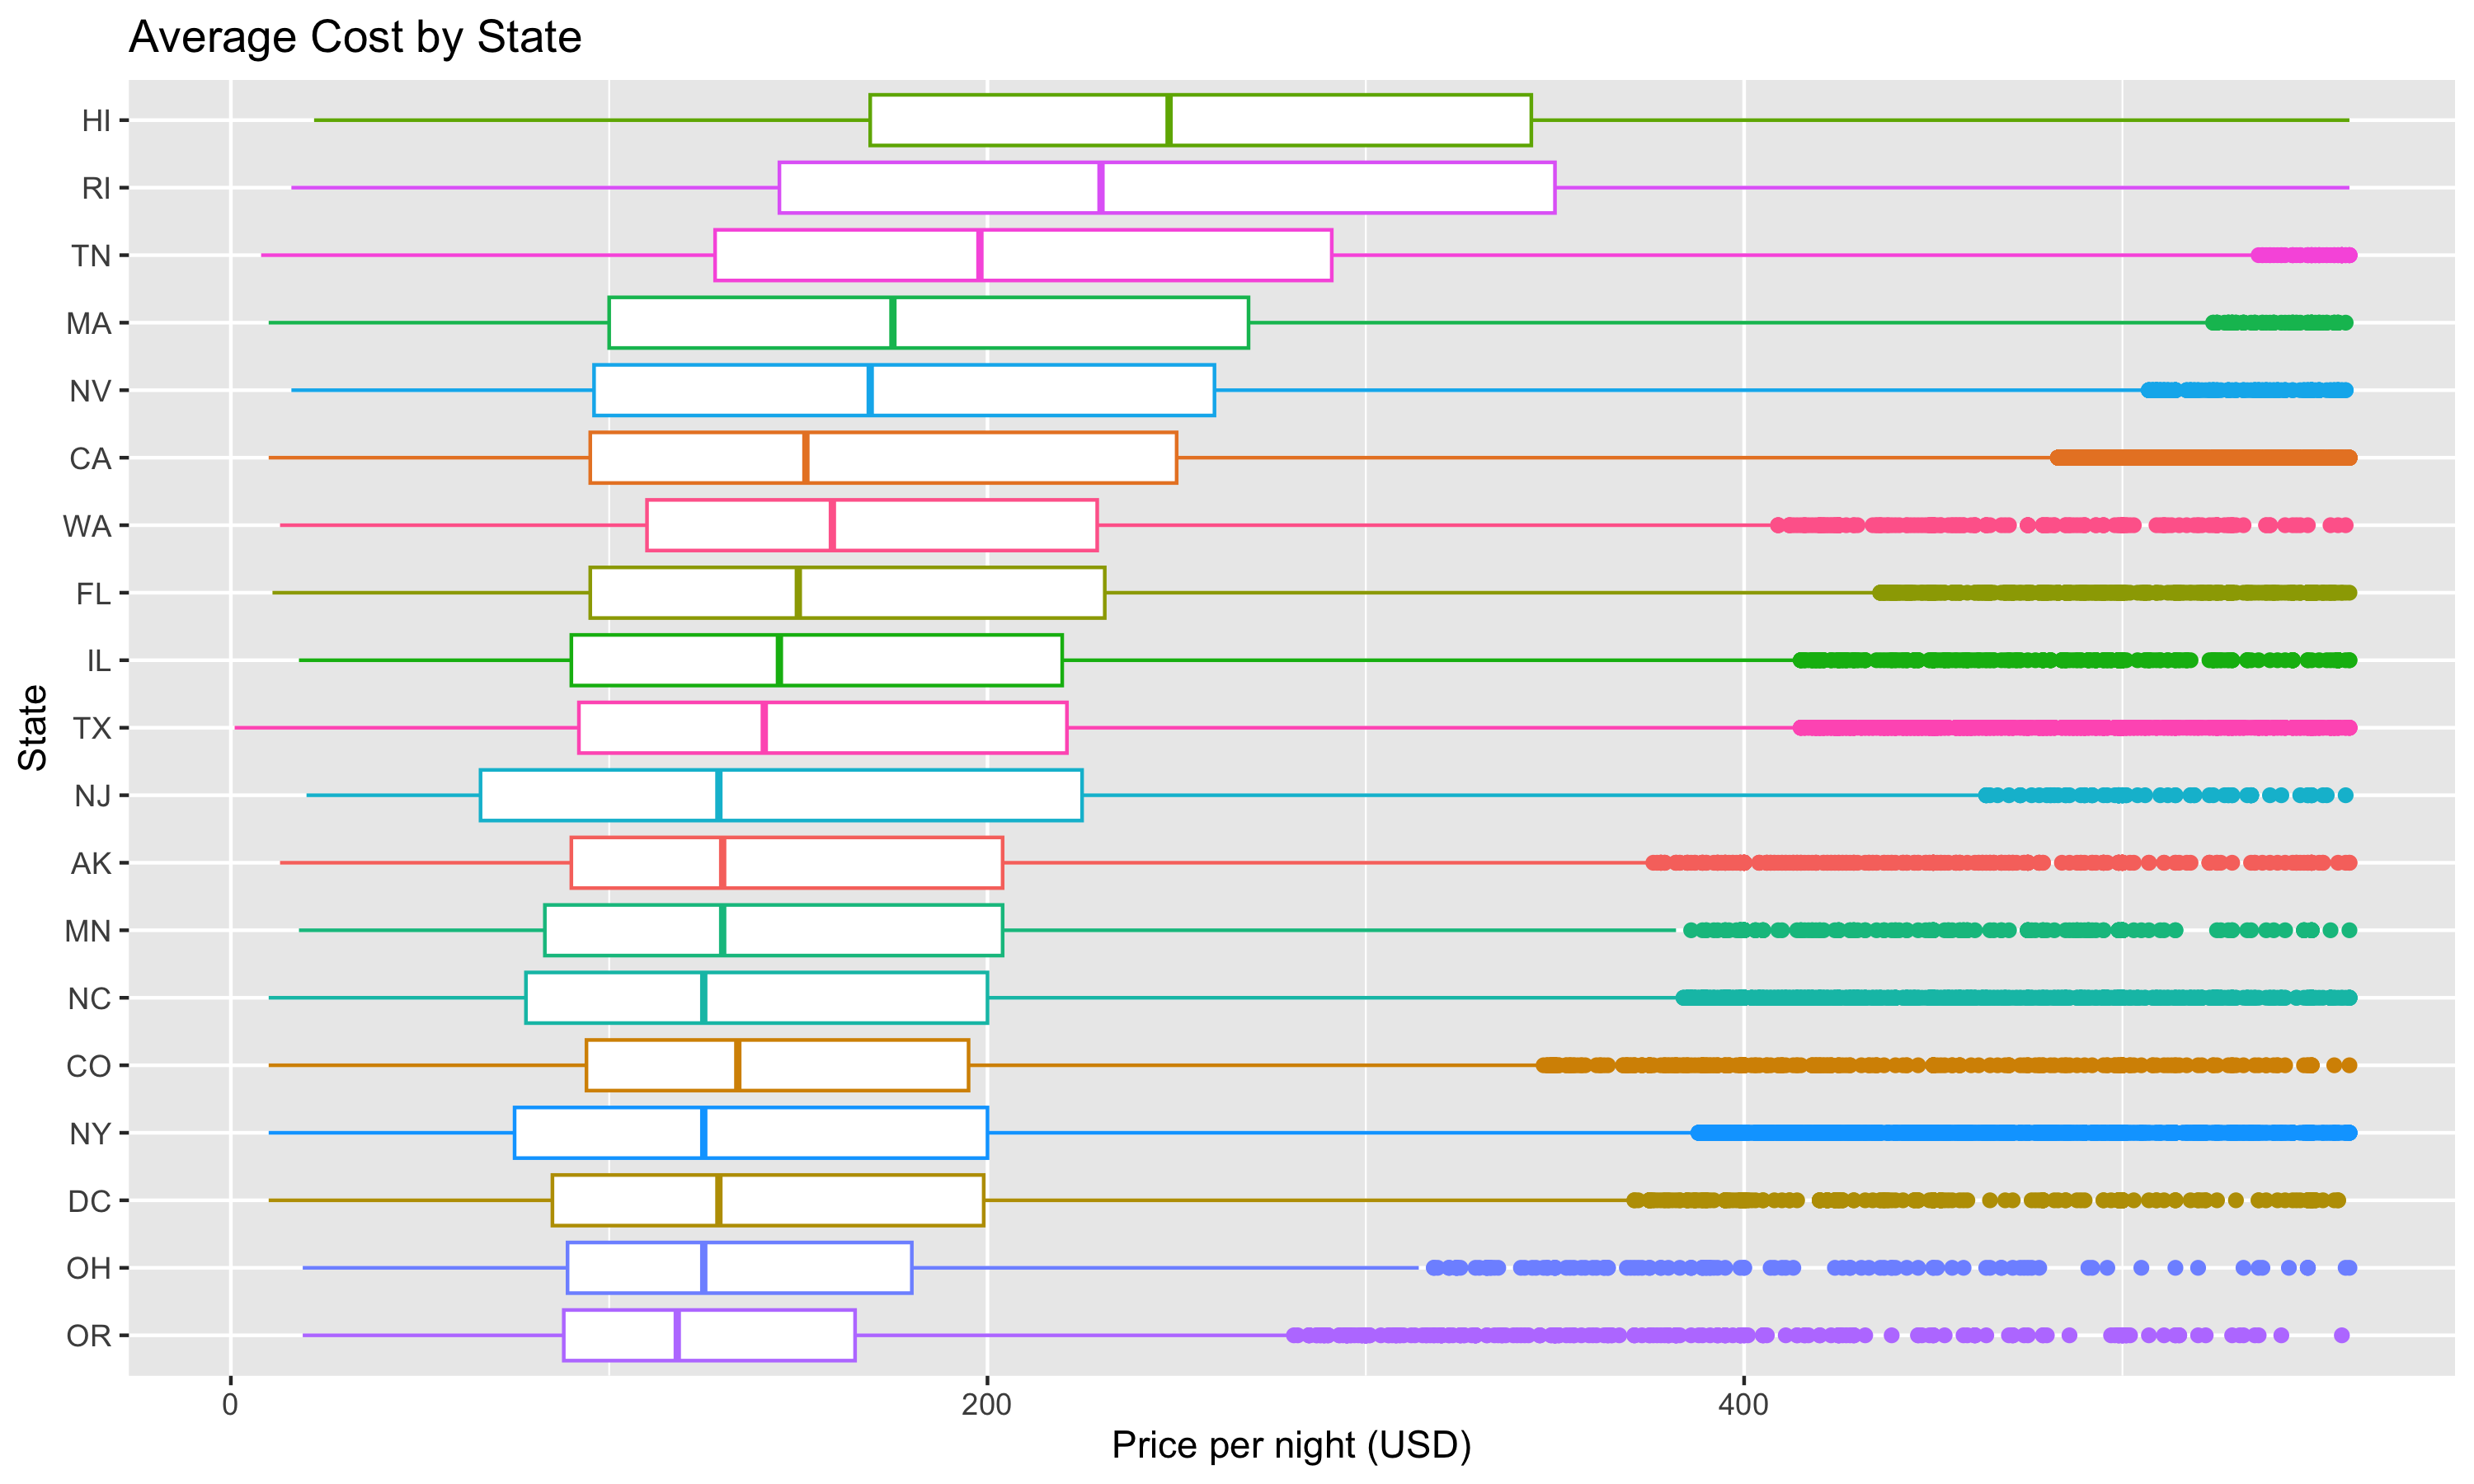 Average Cost by State
State
HI
RI
TN
MA
NV
CA
WA
FL
IL
TX
NJ
AK
MN
NC
CO
NY
DC
OH
OR
0 200 400
Price per night (USD)